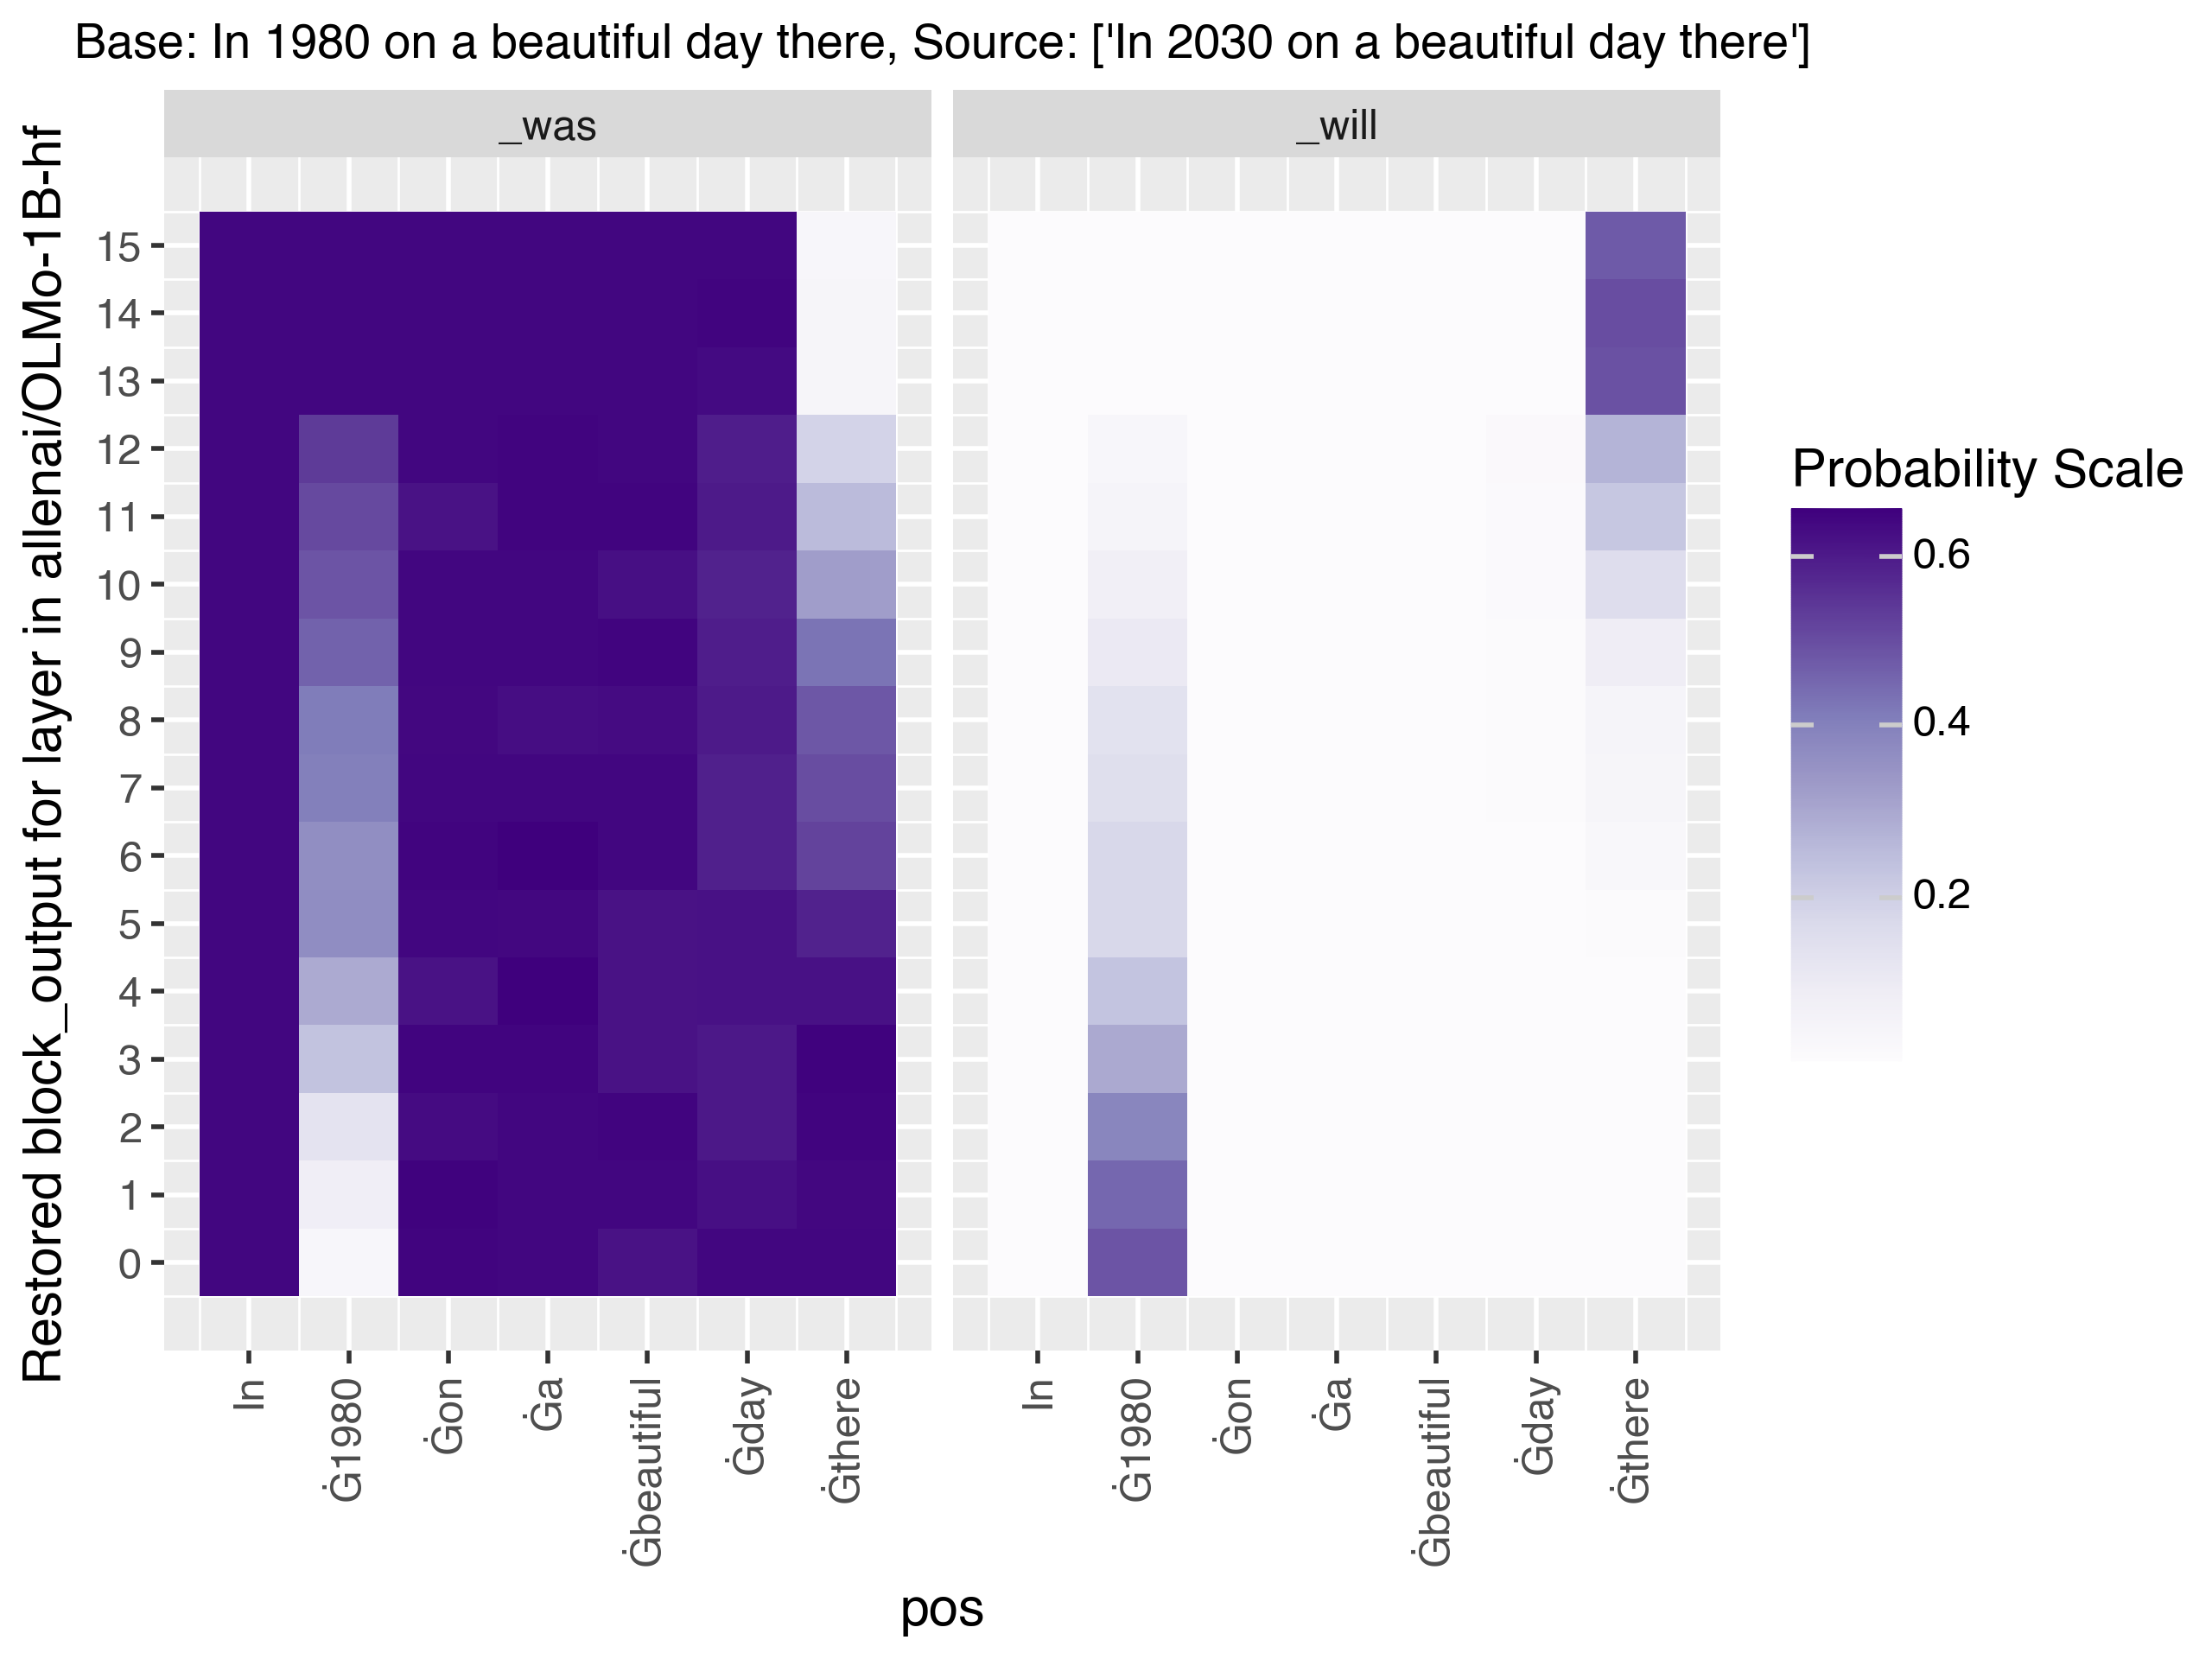 Base: In 1980 on a beautiful day there, Source: ['In 2030 on a beautiful day there']
_was
_will
Restored block_output for layer in allenai/OLMo-1B-hf
15
14
13
12
11
10
9
8
7
6
5
4
3
2
1
0
In
Ġ1980
Ġon
Ġa
Ġbeautiful
Ġday
Ġthere
In
Ġ1980
Ġon
Ġa
Ġbeautiful
Ġday
Ġthere
pos
Probability Scale
0.6
0.4
0.2